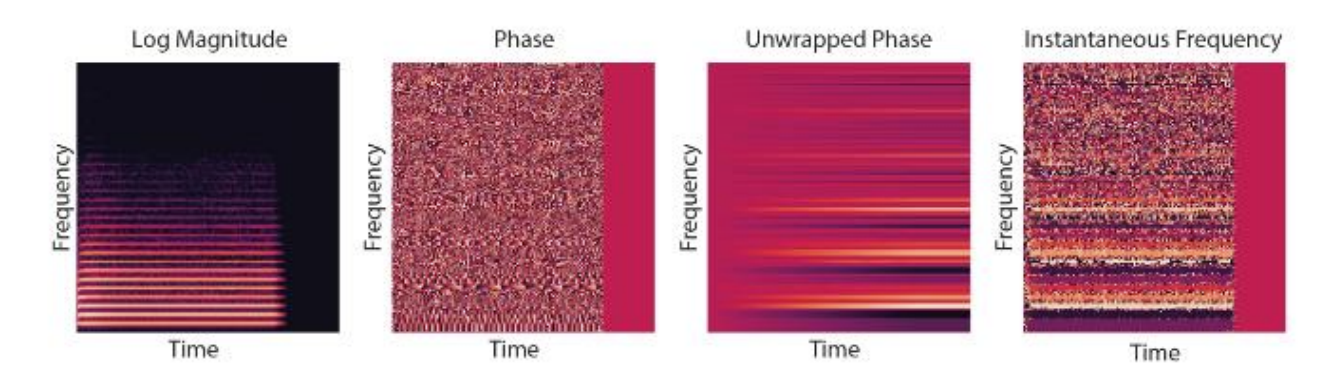 Log Magnitude
Phase
Unwrapped Phase
Instantaneous Frequency
Frequency
Frequency
Frequency
Frequency
Time
Time
Time
Time